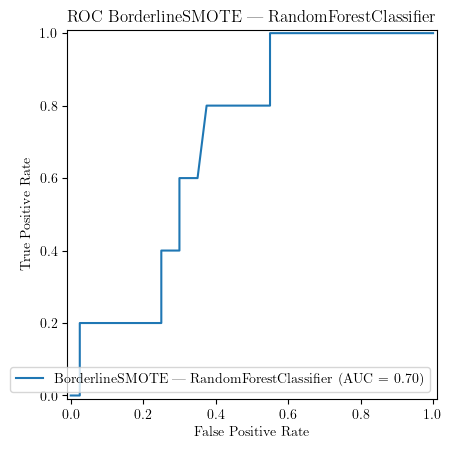 ROC BorderlineSMOTE — RandomForestClassifier
1.0
0.8
0.6
0.4
0.2
0.0
True Positive Rate
BorderlineSMOTE — RandomForestClassifier (AUC = 0.70)
0.0 0.2 0.4 0.6 0.8 1.0
False Positive Rate